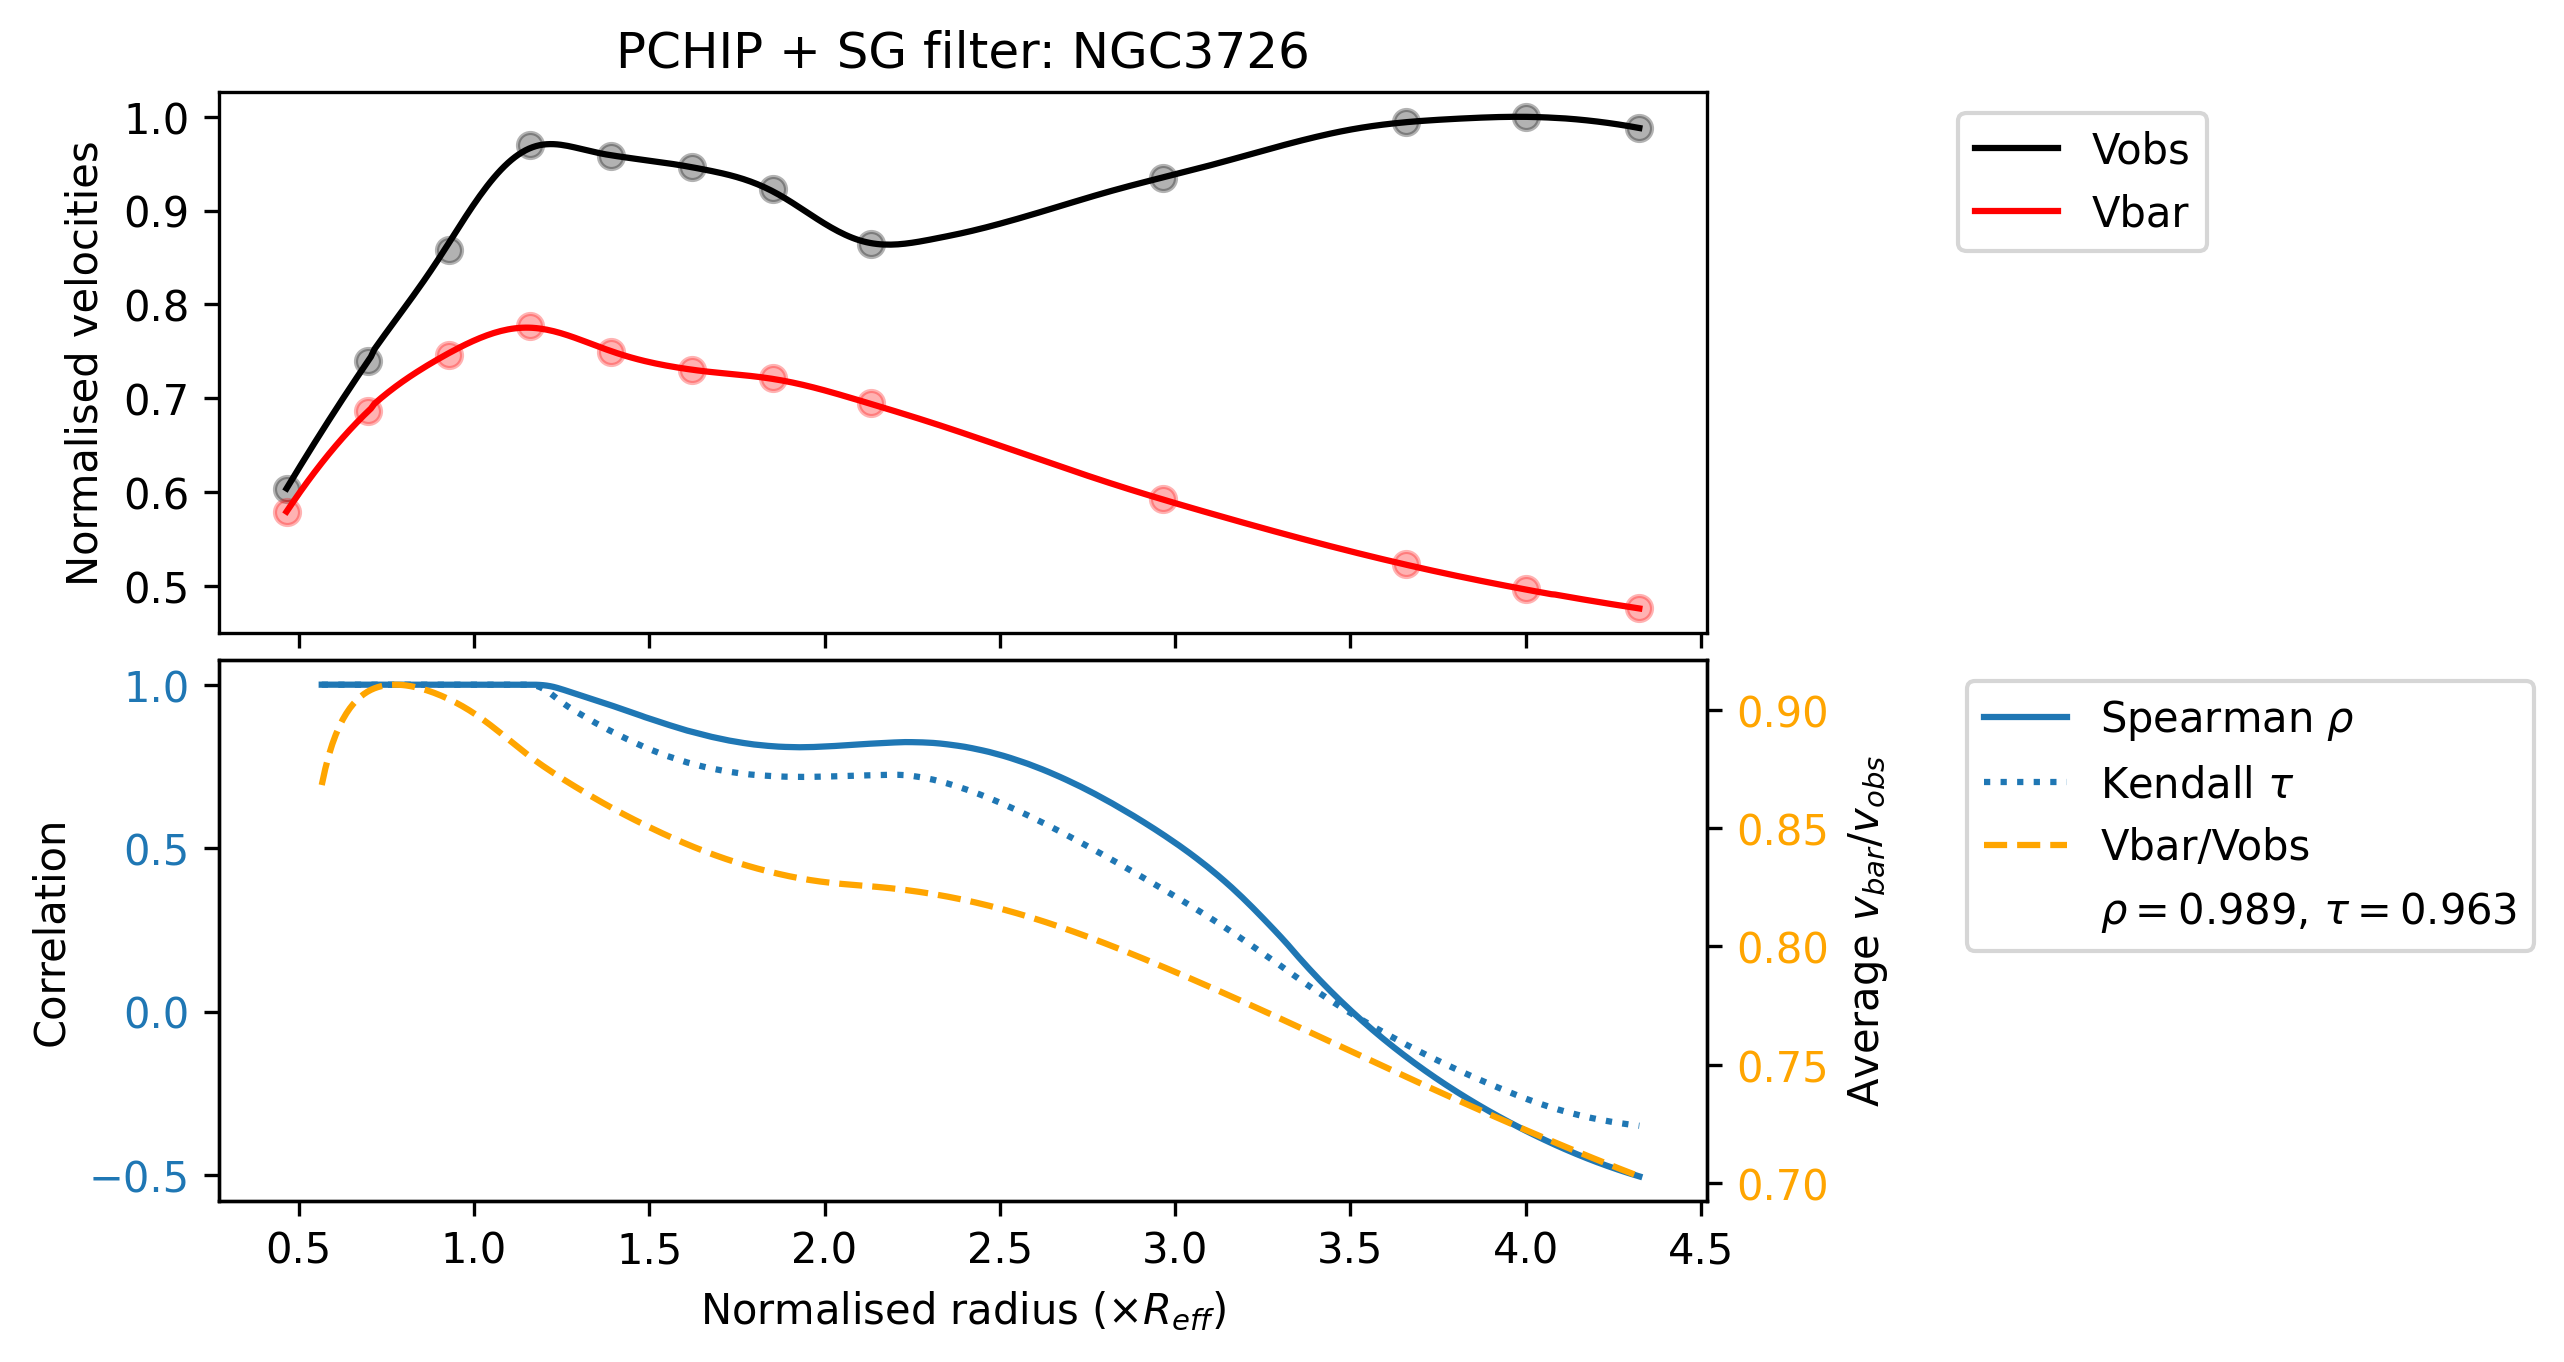 PCHIP + SG filter: NGC3726
Normalised velocities
1.0
0.9
0.8
0.7
0.6
0.5
Vobs
Vbar
Correlation
1.0
0.5
0.0
−0.5
0.90
0.85
0.80
0.75
0.70
Average v_bar/v_obs
Spearman ρ
Kendall τ
Vbar/Vobs
ρ = 0.989, τ = 0.963
0.5 1.0 1.5 2.0 2.5 3.0 3.5 4.0 4.5
Normalised radius (×R_eff)